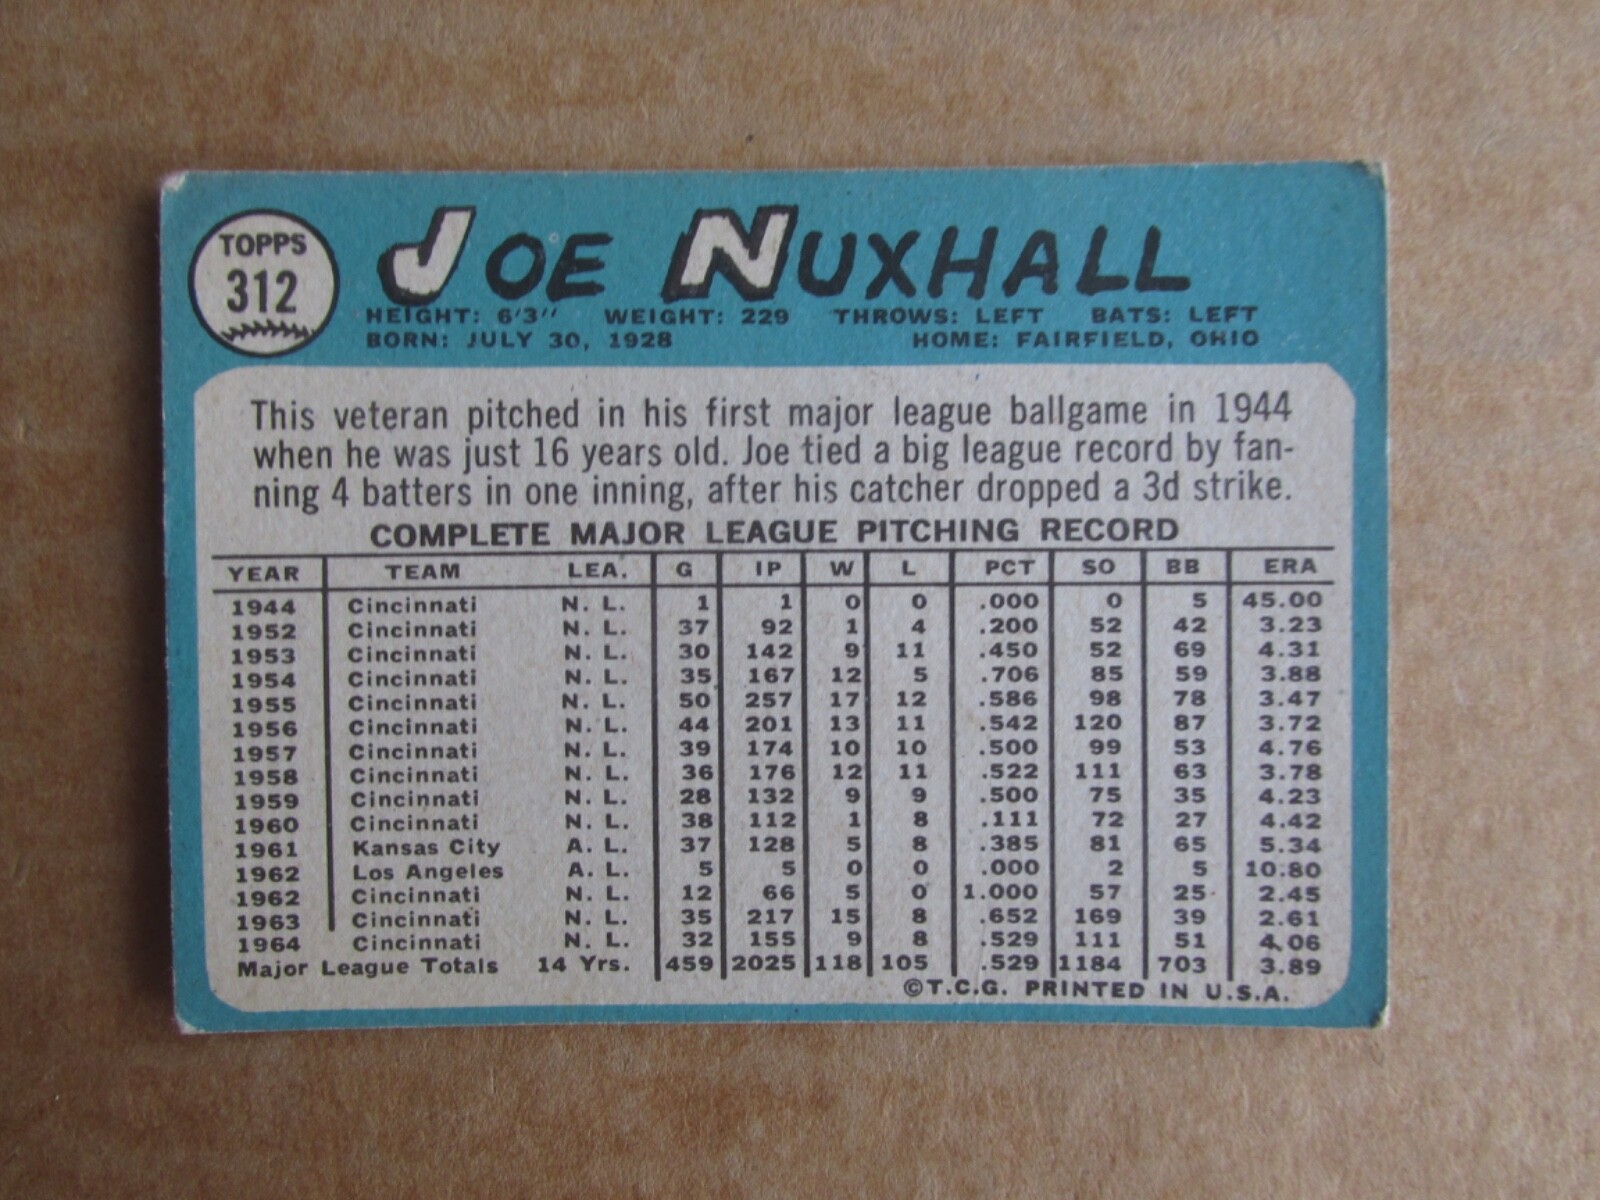 TOPPS
312
JOE NUXHALL
HEIGHT: 6'3" WEIGHT: 229 THROWS: LEFT BATS: LEFT
BORN: JULY 30, 1928 HOME: FAIRFIELD, OHIO
This veteran pitched in his first major league ballgame in 1944
when he was just 16 years old. Joe tied a big league record by fan-
ning 4 batters in one inning, after his catcher dropped a 3d strike.
COMPLETE MAJOR LEAGUE PITCHING RECORD
YEAR TEAM LEA. G IP W L PCT SO BB ERA
1944 Cincinnati N. L. 1 1 0 0 .000 0 5 45.00
1952 Cincinnati N. L. 37 92 1 4 .200 52 42 3.23
1953 Cincinnati N. L. 30 142 9 11 .450 52 69 4.31
1954 Cincinnati N. L. 35 167 12 5 .706 85 59 3.88
1955 Cincinnati N. L. 50 257 17 12 .586 98 78 3.47
1956 Cincinnati N. L. 44 201 13 11 .542 120 87 3.72
1957 Cincinnati N. L. 39 174 10 10 .500 99 53 4.76
1958 Cincinnati N. L. 36 176 12 11 .522 111 63 3.78
1959 Cincinnati N. L. 28 132 9 9 .500 75 35 4.23
1960 Cincinnati N. L. 38 112 1 8 .111 72 27 4.42
1961 Kansas City A. L. 37 128 5 8 .385 81 65 5.34
1962 Los Angeles A. L. 5 5 0 0 .000 2 5 10.80
1962 Cincinnati N. L. 12 66 5 0 1.000 57 25 2.45
1963 Cincinnati N. L. 35 217 15 8 .652 169 39 2.61
1964 Cincinnati N. L. 32 155 9 8 .529 111 51 4.06
Major League Totals 14 Yrs. 459 2025 118 105 .529 1184 703 3.89
©T.C.G. PRINTED IN U.S.A.